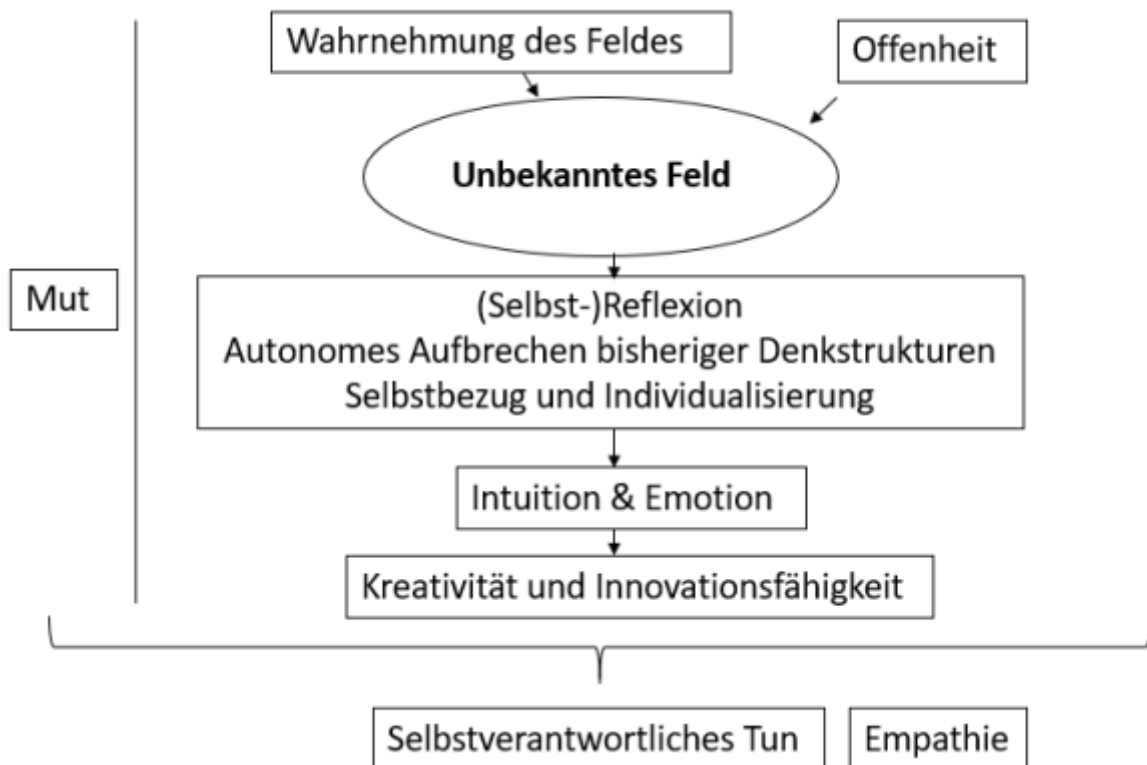 Wahrnehmung des Feldes
Offenheit
Unbekanntes Feld
Mut
(Selbst-)Reflexion
Autonomes Aufbrechen bisheriger Denkstrukturen
Selbstbezug und Individualisierung
Intuition & Emotion
Kreativität und Innovationsfähigkeit
Selbstverantwortliches Tun
Empathie